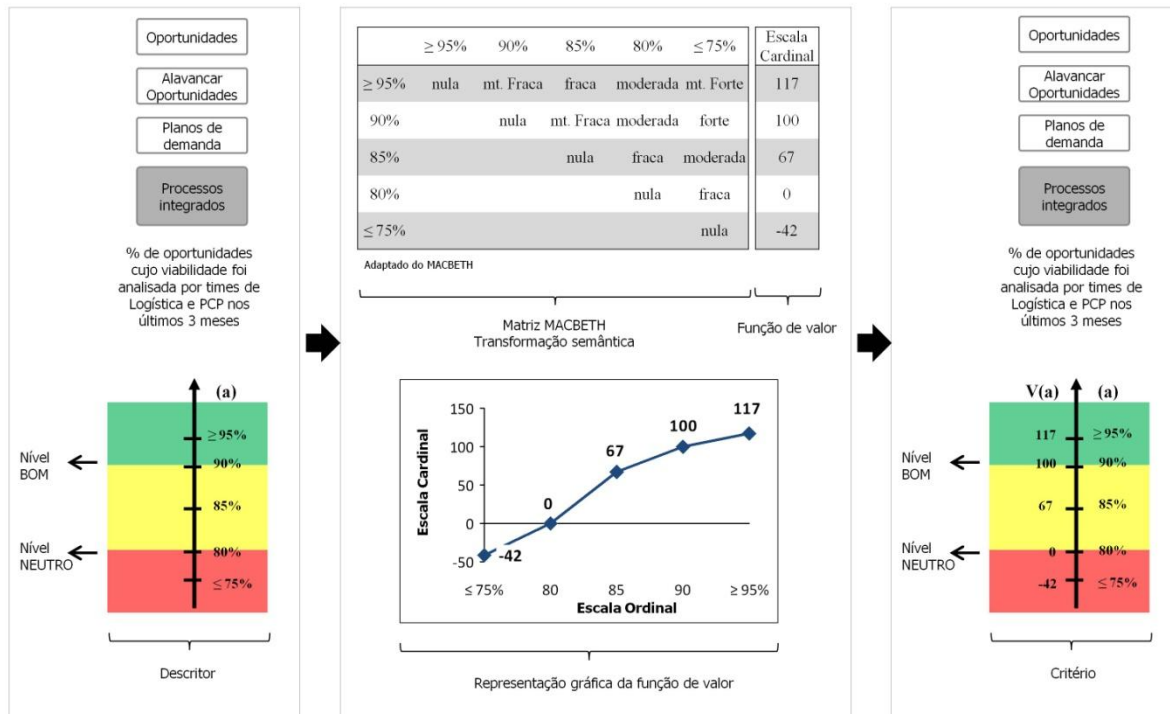 Oportunidades
Alavancar
Oportunidades
Planos de
demanda
Processos
integrados
% de oportunidades
cujo viabilidade foi
analisada por times de
Logística e PCP nos
últimos 3 meses
(a)
≥ 95%
Nível
BOM
90%
85%
Nível
NEUTRO
80%
≤ 75%
Descritor
≥ 95% 90% 85% 80% ≤ 75% Escala
Cardinal
≥ 95% nula mt. Fraca fraca moderada mt. Forte 117
90% nula mt. Fraca moderada forte 100
85% nula fraca moderada 67
80% nula fraca 0
≤ 75% nula -42
Adaptado do MACBETH
Matriz MACBETH
Transformação semântica
Função de valor
Escala Cardinal
150
100
50
0
-50
-42
0
67
100
117
≤ 75% 80 85 90 ≥ 95%
Escala Ordinal
Representação gráfica da função de valor
Oportunidades
Alavancar
Oportunidades
Planos de
demanda
Processos
integrados
% de oportunidades
cujo viabilidade foi
analisada por times de
Logística e PCP nos
últimos 3 meses
V(a) (a)
117 ≥ 95%
Nível
BOM
100 90%
67 85%
Nível
NEUTRO
0 80%
-42 ≤ 75%
Critério